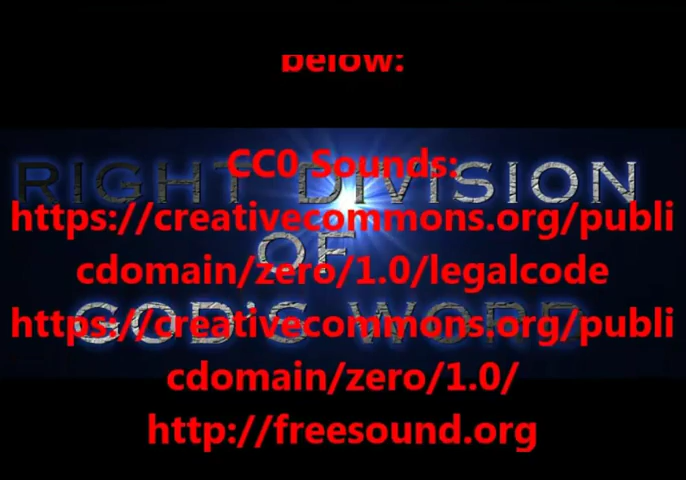 below:
CC0 Sounds:
RIGHT DIVISION
https://creativecommons.org/publi
OF
cdomain/zero/1.0/legalcode
GOD'S WORD
https://creativecommons.org/publi
cdomain/zero/1.0/
http://freesound.org